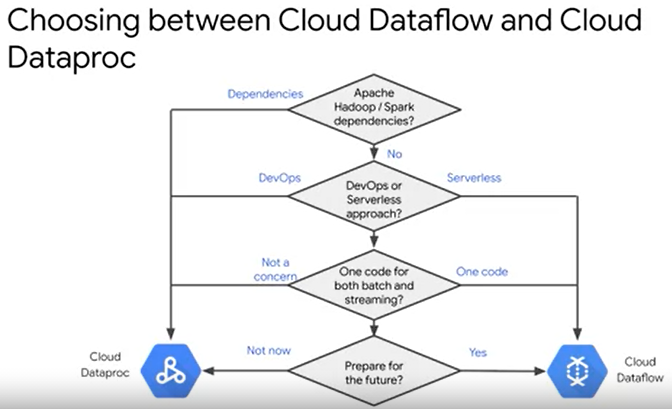 Choosing between Cloud Dataflow and Cloud
Dataproc
Dependencies
Apache
Hadoop / Spark
dependencies?
No
DevOps
DevOps or
Serverless
approach?
Serverless
Not a
concern
One code for
both batch and
streaming?
One code
Cloud
Dataproc
Not now
Prepare for
the future?
Yes
Cloud
Dataflow